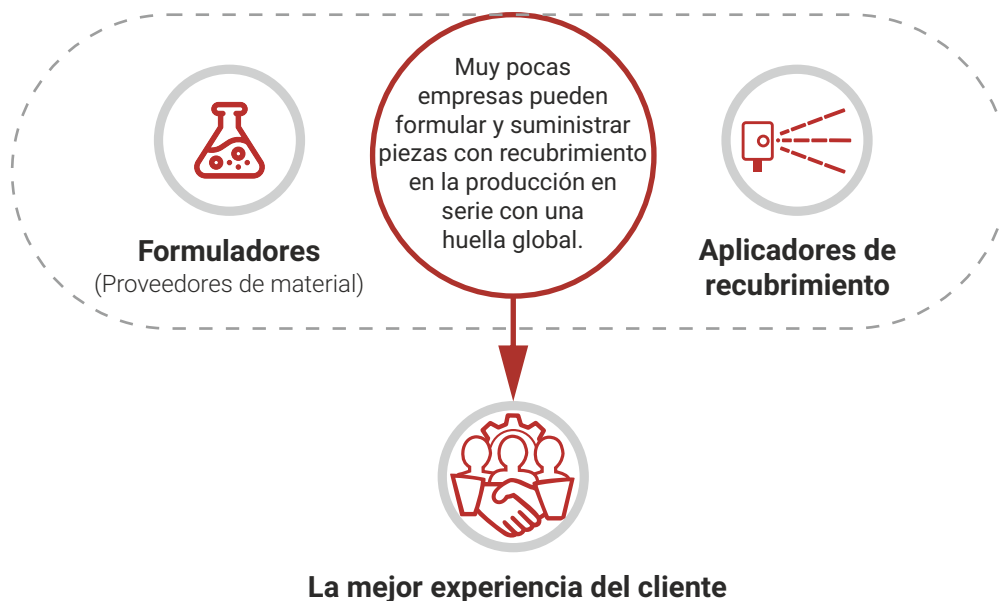 Muy pocas
empresas pueden
formular y suministrar
piezas con recubrimiento
en la producción en
serie con una
huella global.
Formuladores
(Proveedores de material)
Aplicadores de
recubrimiento
La mejor experiencia del cliente